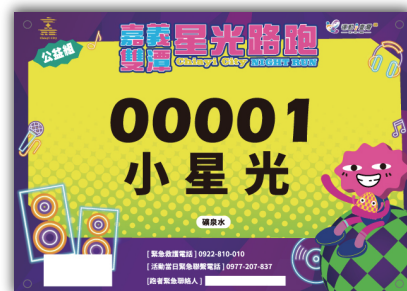 公益組
嘉義星光路跑
雙潭 Chiayi City NIGHT RUN
00001
小星光
礦泉水
[緊急救護電話] 0922-810-010
[活動當日緊急聯繫電話] 0977-207-837
[跑者緊急聯絡人]